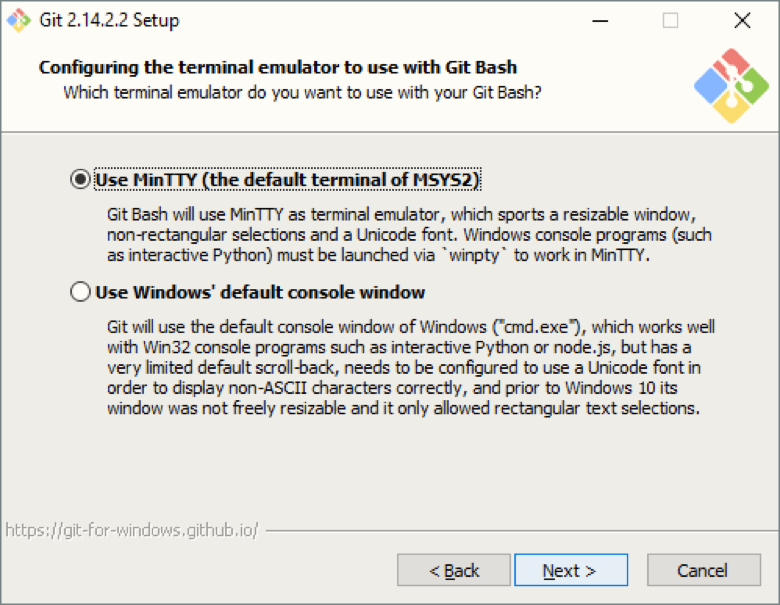 Git 2.14.2.2 Setup
Configuring the terminal emulator to use with Git Bash
Which terminal emulator do you want to use with your Git Bash?
Use MinTTY (the default terminal of MSYS2)
Git Bash will use MinTTY as terminal emulator, which sports a resizable window,
non-rectangular selections and a Unicode font. Windows console programs (such
as interactive Python) must be launched via `winpty` to work in MinTTY.
Use Windows' default console window
Git will use the default console window of Windows ("cmd.exe"), which works well
with Win32 console programs such as interactive Python or node.js, but has a
very limited default scroll-back, needs to be configured to use a Unicode font in
order to display non-ASCII characters correctly, and prior to Windows 10 its
window was not freely resizable and it only allowed rectangular text selections.
https://git-for-windows.github.io/
< Back
Next >
Cancel